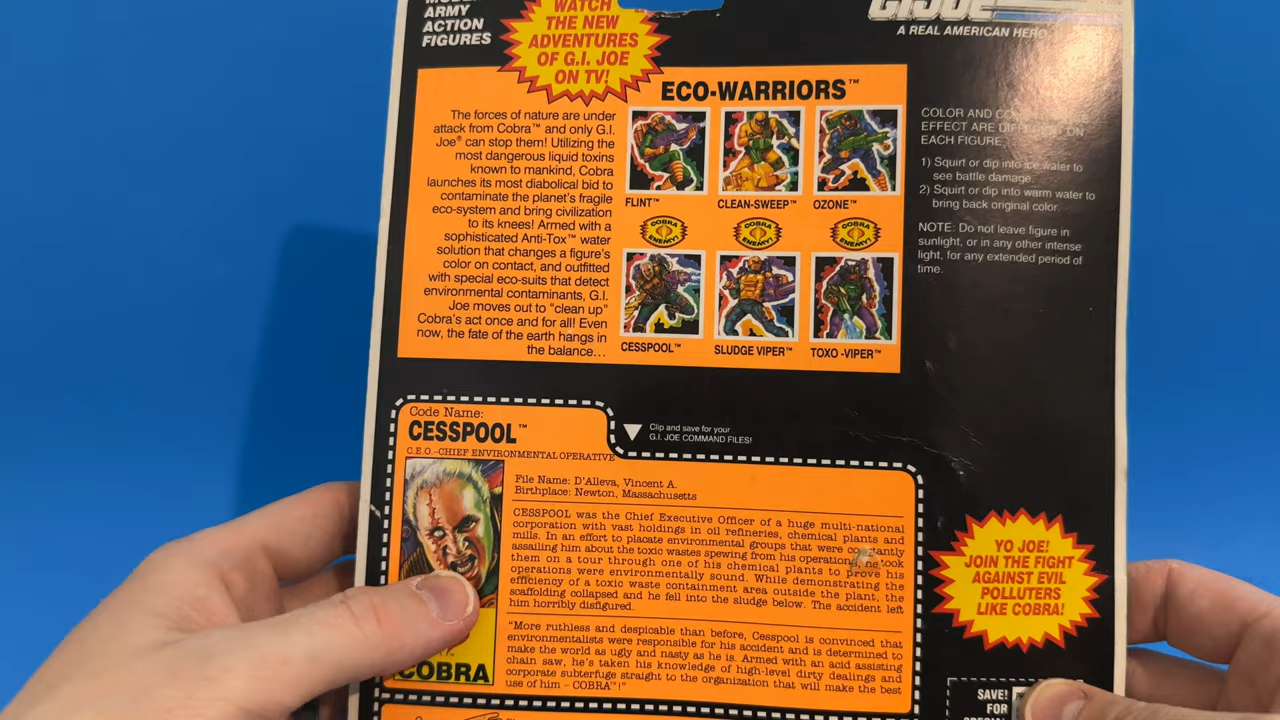 ARMY
ACTION
FIGURES
WATCH
THE NEW
ADVENTURES
OF G.I. JOE
ON TV!
G.I. JOE
A REAL AMERICAN HERO
ECO-WARRIORS™
The forces of nature are under
attack from Cobra™ and only G.I.
Joe® can stop them! Utilizing the
most dangerous liquid toxins
known to mankind, Cobra
launches its most diabolical bid to
contaminate the planet's fragile
eco-system and bring civilization
to its knees! Armed with a
sophisticated Anti-Tox™ water
solution that changes a figure's
color on contact, and outfitted
with special eco-suits that detect
environmental contaminants, G.I.
Joe moves out to "clean up"
Cobra's act once and for all! Even
now, the fate of the earth hangs in
the balance...
FLINT™
CLEAN-SWEEP™
OZONE™
COBRA ENEMY!
COBRA ENEMY!
COBRA ENEMY!
CESSPOOL™
SLUDGE VIPER™
TOXO-VIPER™
COLOR AND
EFFECT ARE DIFFERENT ON
EACH FIGURE.
1) Squirt or dip into ice water to
see battle damage.
2) Squirt or dip into warm water to
bring back original color.
NOTE: Do not leave figure in
sunlight, or in any other intense
light, for any extended period of
time.
Code Name:
CESSPOOL™
C.E.O.–CHIEF ENVIRONMENTAL OPERATIVE
Clip and save for your
G.I. JOE COMMAND FILES!
File Name: D'Alleva, Vincent A.
Birthplace: Newton, Massachusetts
CESSPOOL was the Chief Executive Officer of a huge multi-national
corporation with vast holdings in oil refineries, chemical plants and
mills. In an effort to placate environmental groups that were constantly
assailing him about the toxic wastes spewing from his operations, he took
them on a tour through one of his chemical plants to prove his
operations were environmentally sound. While demonstrating the
efficiency of a toxic waste containment area outside the plant, the
scaffolding collapsed and he fell into the sludge below. The accident left
him horribly disfigured.
"More ruthless and despicable than before, Cesspool is convinced that
environmentalists were responsible for his accident and is determined to
make the world as ugly and nasty as he is. Armed with an acid assisting
chain saw, he's taken his knowledge of high-level dirty dealings and
corporate subterfuge straight to the organization that will make the best
use of him – COBRA™!"
COBRA
YO JOE!
JOIN THE FIGHT
AGAINST EVIL
POLLUTERS
LIKE COBRA!
SAVE!
FOR